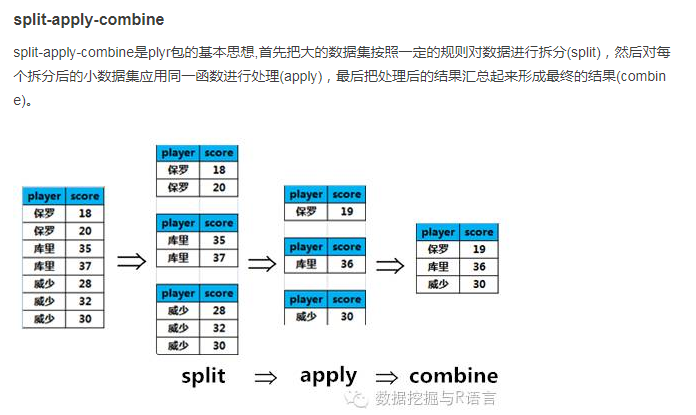 split-apply-combine
split-apply-combine是plyr包的基本思想,首先把大的数据集按照一定的规则对数据进行拆分(split)，然后对每
个拆分后的小数据集应用同一函数进行处理(apply)，最后把处理后的结果汇总起来形成最终的结果(combin
e)。
player score
保罗 18
保罗 20
库里 35
库里 37
威少 28
威少 32
威少 30
player score
保罗 18
保罗 20
player score
库里 35
库里 37
player score
威少 28
威少 32
威少 30
player score
保罗 19
player score
库里 36
player score
威少 30
player score
保罗 19
库里 36
威少 30
split ⇒ apply ⇒ combine
数据挖掘与R语言